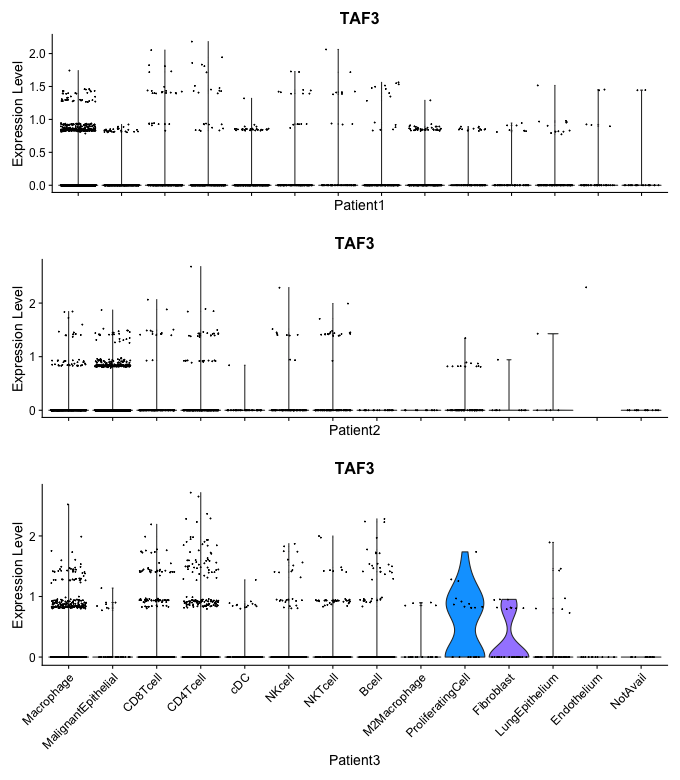 TAF3
Expression Level
2.0
1.5
1.0
0.5
0.0
Patient1
TAF3
Expression Level
2
1
0
Patient2
TAF3
Expression Level
2
1
0
Macrophage
MalignantEpithelial
CD8Tcell
CD4Tcell
cDC
NKcell
NKTcell
Bcell
M2Macrophage
ProliferatingCell
Fibroblast
LungEpithelium
Endothelium
NotAvail
Patient3